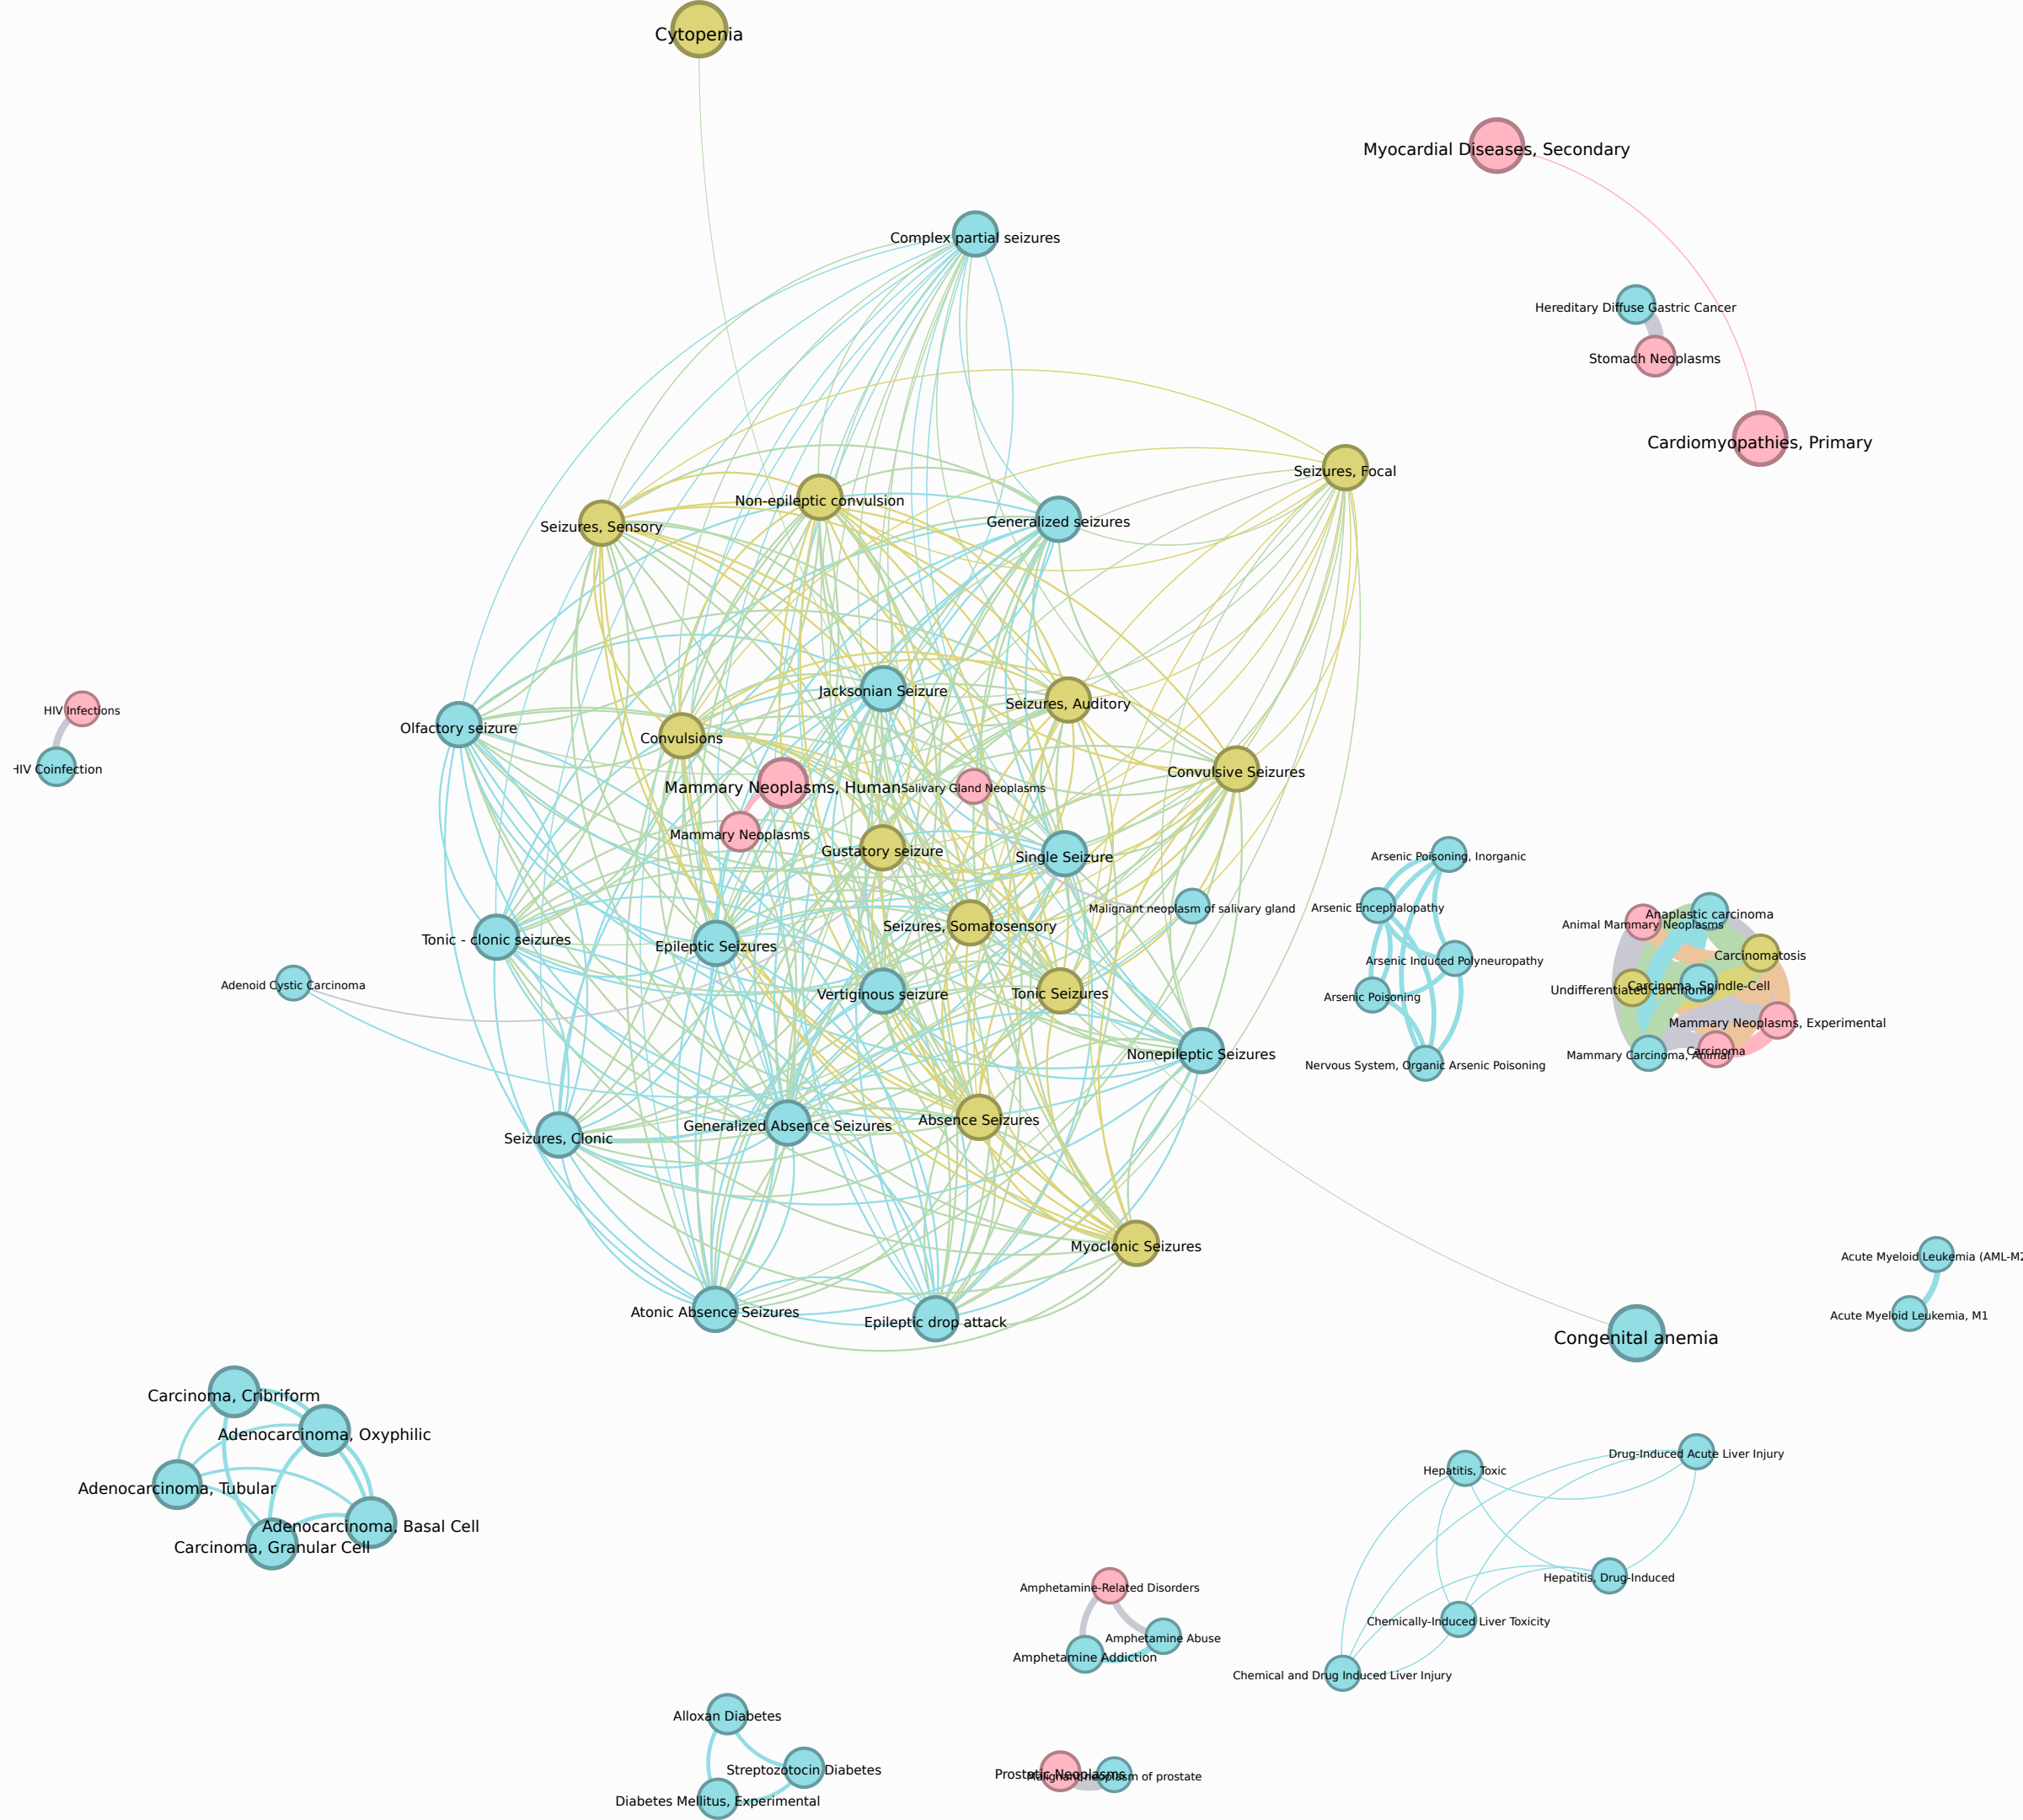 Cytopenia
Myocardial Diseases, Secondary
Complex partial seizures
Hereditary Diffuse Gastric Cancer
Stomach Neoplasms
Cardiomyopathies, Primary
Seizures, Focal
Non-epileptic convulsion
Generalized seizures
Seizures, Sensory
Jacksonian Seizure
Seizures, Auditory
HIV Infections
Olfactory seizure
Convulsions
HIV Coinfection
Convulsive Seizures
Mammary Neoplasms, Human
Salivary Gland Neoplasms
Mammary Neoplasms
Gustatory seizure
Single Seizure
Arsenic Poisoning, Inorganic
Arsenic Encephalopathy
Malignant neoplasm of salivary gland
Anaplastic carcinoma
Animal Mammary Neoplasms
Seizures, Somatosensory
Tonic - clonic seizures
Epileptic Seizures
Carcinomatosis
Arsenic Induced Polyneuropathy
Adenoid Cystic Carcinoma
Vertiginous seizure
Tonic Seizures
Arsenic Poisoning
Carcinoma, Spindle-Cell
Undifferentiated carcinoma
Mammary Neoplasms, Experimental
Nonepileptic Seizures
Nervous System, Organic Arsenic Poisoning
Mammary Carcinoma, Animal
Carcinoma
Absence Seizures
Generalized Absence Seizures
Seizures, Clonic
Myoclonic Seizures
Acute Myeloid Leukemia (AML-M2
Atonic Absence Seizures
Epileptic drop attack
Acute Myeloid Leukemia, M1
Congenital anemia
Carcinoma, Cribriform
Adenocarcinoma, Oxyphilic
Drug-Induced Acute Liver Injury
Hepatitis, Toxic
Adenocarcinoma, Tubular
Adenocarcinoma, Basal Cell
Carcinoma, Granular Cell
Hepatitis, Drug-Induced
Amphetamine-Related Disorders
Chemically-Induced Liver Toxicity
Amphetamine Abuse
Amphetamine Addiction
Chemical and Drug Induced Liver Injury
Alloxan Diabetes
Streptozotocin Diabetes
Prostatic Neoplasms
Malignant neoplasm of prostate
Diabetes Mellitus, Experimental